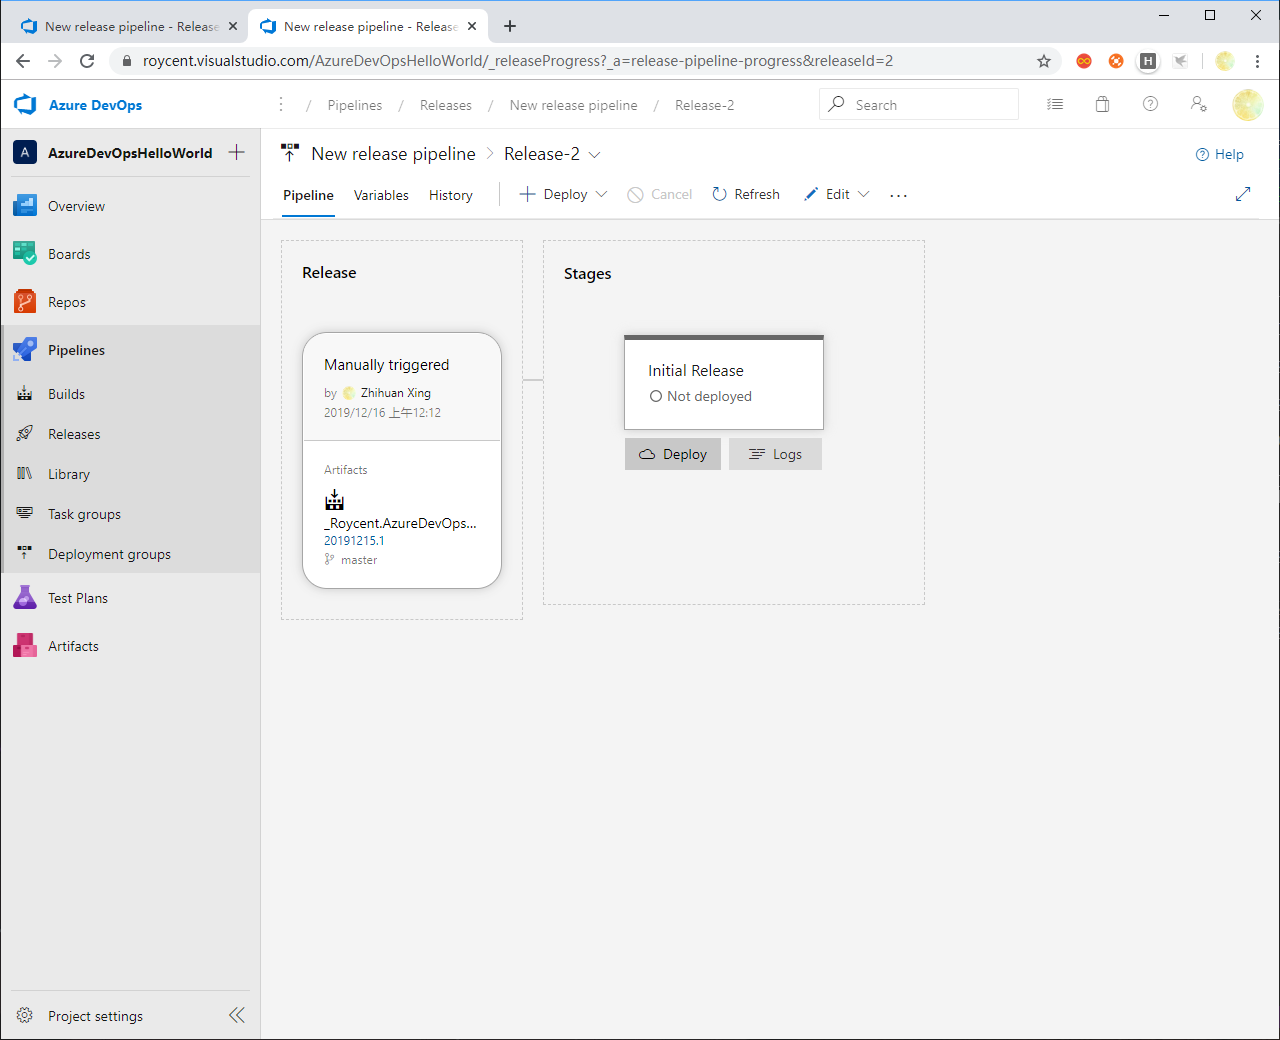 New release pipeline - Release
New release pipeline - Release
roycent.visualstudio.com/AzureDevOpsHelloWorld/_releaseProgress?_a=release-pipeline-progress&releaseId=2
H
Azure DevOps
/ Pipelines / Releases / New release pipeline / Release-2
Search
A AzureDevOpsHelloWorld
New release pipeline > Release-2
Help
Pipeline Variables History Deploy Cancel Refresh Edit ...
Overview
Boards
Repos
Pipelines
Builds
Releases
Library
Task groups
Deployment groups
Test Plans
Artifacts
Project settings
Release
Manually triggered
by Zhihuan Xing
2019/12/16 上午12:12
Artifacts
_Roycent.AzureDevOps...
20191215.1
master
Stages
Initial Release
Not deployed
Deploy
Logs